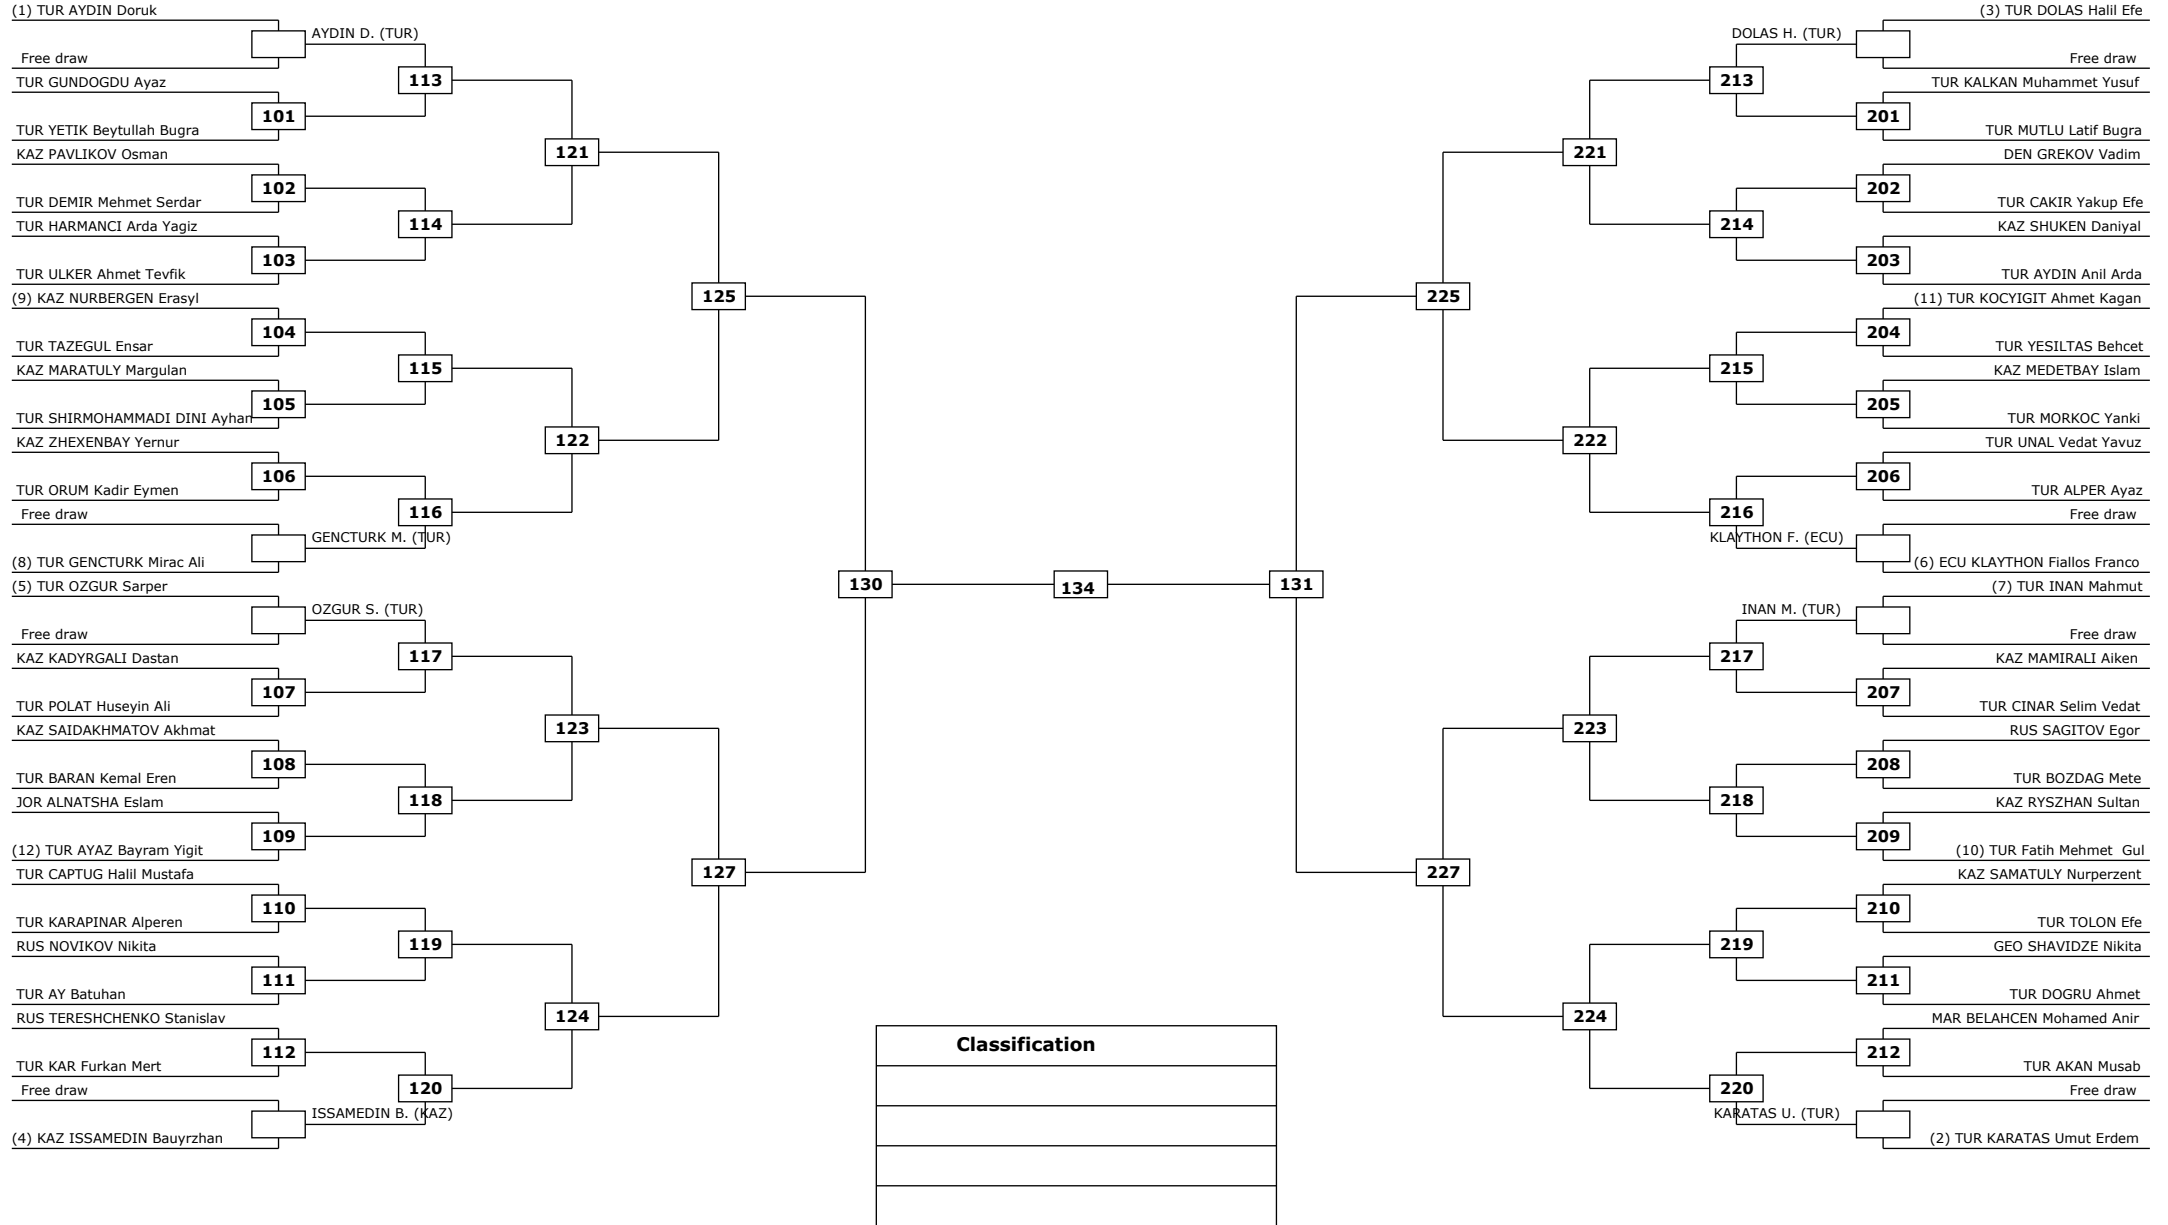 (1) TUR AYDIN Doruk
AYDIN D. (TUR)
Free draw
113
TUR GUNDOGDU Ayaz
101
TUR YETIK Beytullah Bugra
KAZ PAVLIKOV Osman
121
102
TUR DEMIR Mehmet Serdar
114
TUR HARMANCI Arda Yagiz
103
TUR ULKER Ahmet Tevfik
(9) KAZ NURBERGEN Erasyl
125
104
TUR TAZEGUL Ensar
115
KAZ MARATULY Margulan
105
TUR SHIRMOHAMMADI DINI Ayhan
122
KAZ ZHEXENBAY Yernur
106
TUR ORUM Kadir Eymen
116
Free draw
GENCTURK M. (TUR)
(8) TUR GENCTURK Mirac Ali
130
(5) TUR OZGUR Sarper
OZGUR S. (TUR)
Free draw
117
KAZ KADYRGALI Dastan
107
TUR POLAT Huseyin Ali
123
KAZ SAIDAKHMATOV Akhmat
108
TUR BARAN Kemal Eren
118
JOR ALNATSHA Eslam
109
(12) TUR AYAZ Bayram Yigit
127
TUR CAPTUG Halil Mustafa
110
TUR KARAPINAR Alperen
119
RUS NOVIKOV Nikita
111
TUR AY Batuhan
124
RUS TERESHCHENKO Stanislav
112
TUR KAR Furkan Mert
120
Free draw
ISSAMEDIN B. (KAZ)
(4) KAZ ISSAMEDIN Bauyrzhan
134
(3) TUR DOLAS Halil Efe
DOLAS H. (TUR)
Free draw
213
TUR KALKAN Muhammet Yusuf
201
TUR MUTLU Latif Bugra
221
DEN GREKOV Vadim
202
TUR CAKIR Yakup Efe
214
KAZ SHUKEN Daniyal
203
TUR AYDIN Anil Arda
225
(11) TUR KOCYIGIT Ahmet Kagan
204
TUR YESILTAS Behcet
215
KAZ MEDETBAY Islam
205
TUR MORKOC Yanki
222
TUR UNAL Vedat Yavuz
206
TUR ALPER Ayaz
216
Free draw
KLAYTHON F. (ECU)
(6) ECU KLAYTHON Fiallos Franco
131
(7) TUR INAN Mahmut
INAN M. (TUR)
Free draw
217
KAZ MAMIRALI Aiken
207
TUR CINAR Selim Vedat
223
RUS SAGITOV Egor
208
TUR BOZDAG Mete
218
KAZ RYSZHAN Sultan
209
(10) TUR Fatih Mehmet Gul
227
KAZ SAMATULY Nurperzent
210
TUR TOLON Efe
219
GEO SHAVIDZE Nikita
211
TUR DOGRU Ahmet
224
MAR BELAHCEN Mohamed Anir
212
TUR AKAN Musab
220
Free draw
KARATAS U. (TUR)
(2) TUR KARATAS Umut Erdem
Classification